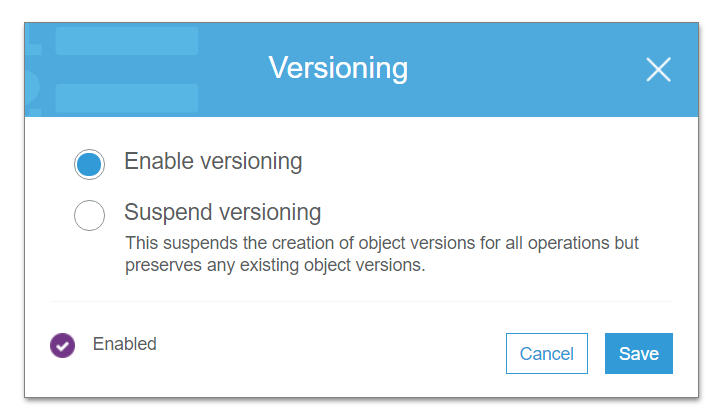 Versioning
Enable versioning
Suspend versioning
This suspends the creation of object versions for all operations but
preserves any existing object versions.
Enabled
Cancel
Save